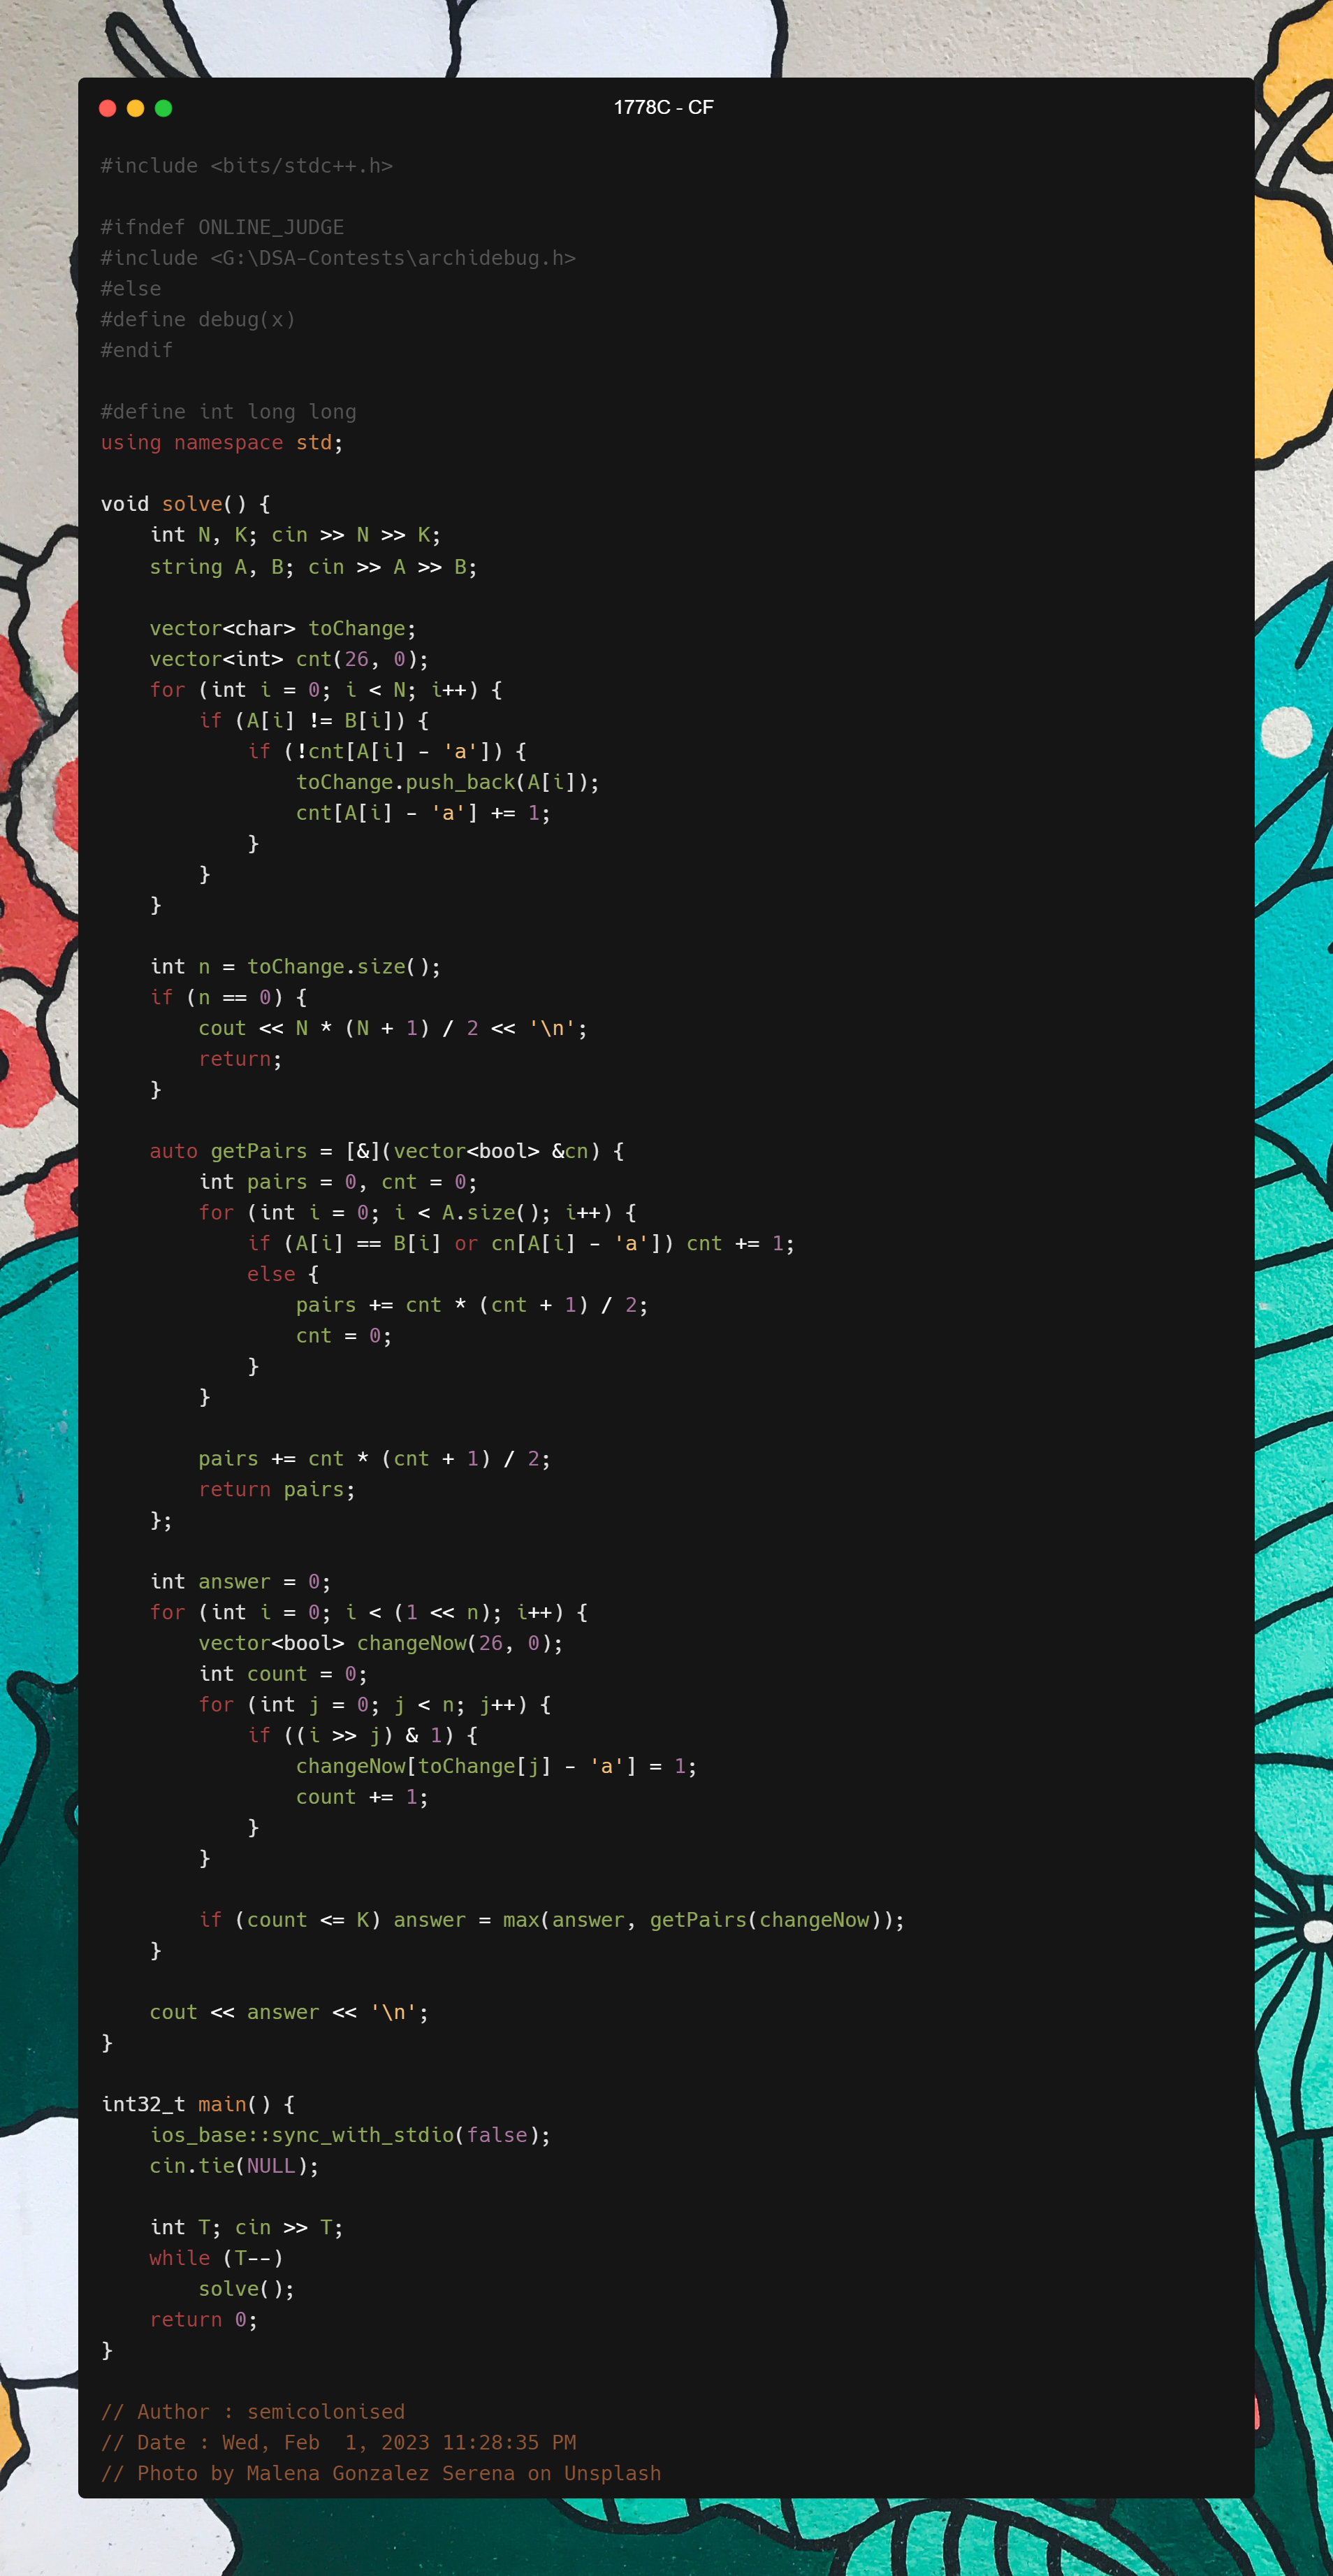 1778C - CF
#include <bits/stdc++.h>
#ifndef ONLINE_JUDGE
#include <G:\DSA-Contests\archidebug.h>
#else
#define debug(x)
#endif
#define int long long
using namespace std;
void solve() {
    int N, K; cin >> N >> K;
    string A, B; cin >> A >> B;
    vector<char> toChange;
    vector<int> cnt(26, 0);
    for (int i = 0; i < N; i++) {
        if (A[i] != B[i]) {
            if (!cnt[A[i] - 'a']) {
                toChange.push_back(A[i]);
                cnt[A[i] - 'a'] += 1;
            }
        }
    }
    int n = toChange.size();
    if (n == 0) {
        cout << N * (N + 1) / 2 << '\n';
        return;
    }
    auto getPairs = [&](vector<bool> &cn) {
        int pairs = 0, cnt = 0;
        for (int i = 0; i < A.size(); i++) {
            if (A[i] == B[i] or cn[A[i] - 'a']) cnt += 1;
            else {
                pairs += cnt * (cnt + 1) / 2;
                cnt = 0;
            }
        }
        pairs += cnt * (cnt + 1) / 2;
        return pairs;
    };
    int answer = 0;
    for (int i = 0; i < (1 << n); i++) {
        vector<bool> changeNow(26, 0);
        int count = 0;
        for (int j = 0; j < n; j++) {
            if ((i >> j) & 1) {
                changeNow[toChange[j] - 'a'] = 1;
                count += 1;
            }
        }
        if (count <= K) answer = max(answer, getPairs(changeNow));
    }
    cout << answer << '\n';
}
int32_t main() {
    ios_base::sync_with_stdio(false);
    cin.tie(NULL);
    int T; cin >> T;
    while (T--)
        solve();
    return 0;
}
// Author : semicolonised
// Date : Wed, Feb  1, 2023 11:28:35 PM
// Photo by Malena Gonzalez Serena on Unsplash